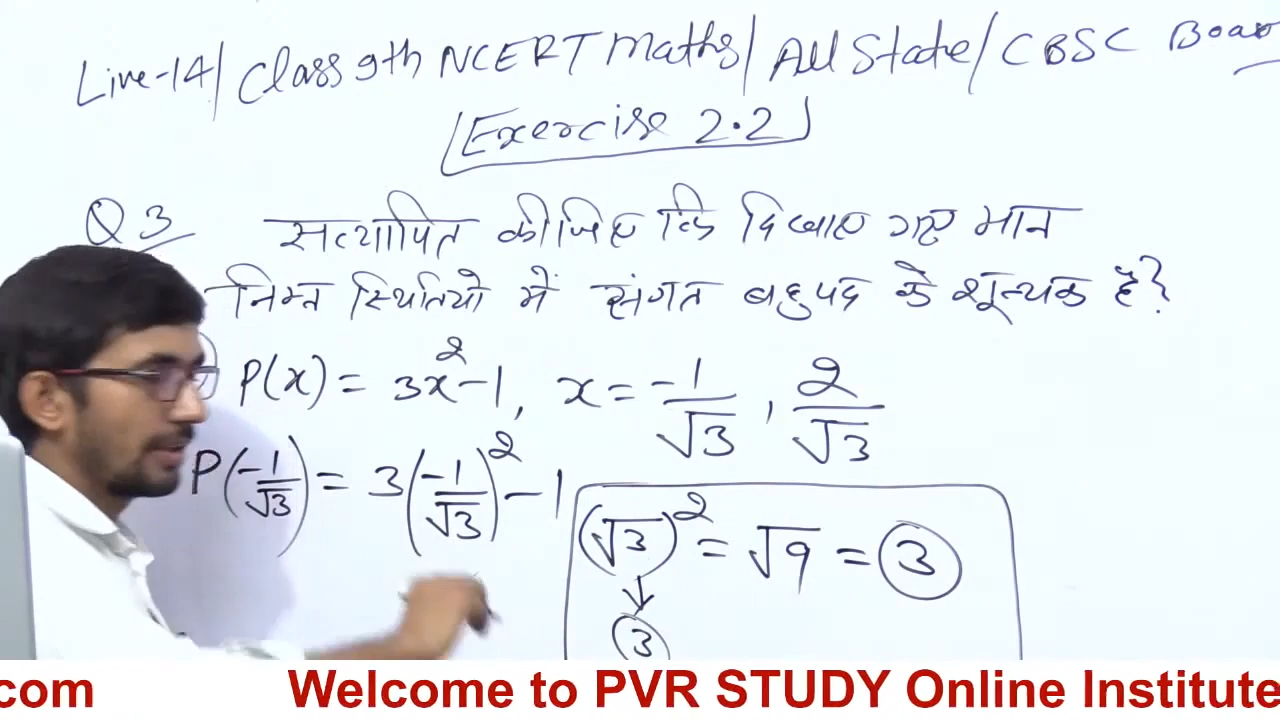 Live-14/ Class 9th NCERT Maths/ All State/ CBSC Boar
Exercise 2.2
Q3 सत्यापित कीजिए कि दिखाए गए मान
निम्न स्थितियो में संगत बहुपद के शून्यक हैं?
P(x) = 3x²-1, x = -1/√3, 2/√3
P(-1/√3) = 3(-1/√3)² - 1
(√3)² = √9 = 3
↓
3
com Welcome to PVR STUDY Online Institute